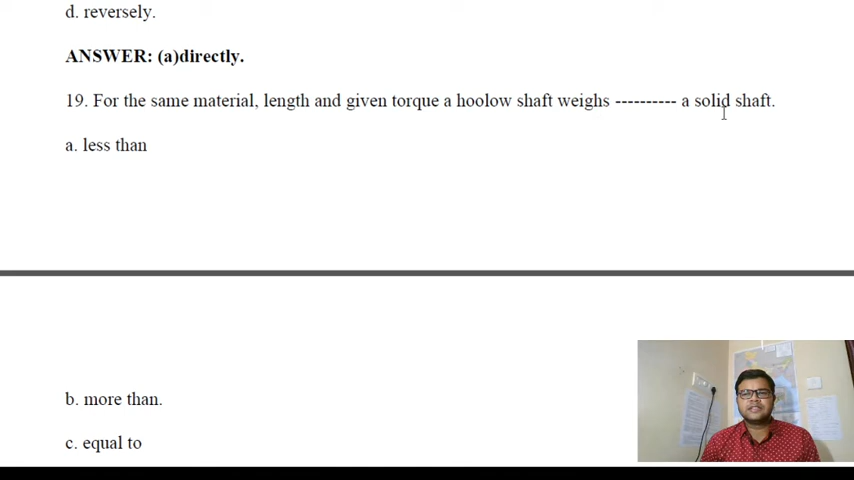 d. reversely.
ANSWER: (a)directly.
19. For the same material, length and given torque a hoolow shaft weighs ---------- a solid shaft.
a. less than
b. more than.
c. equal to